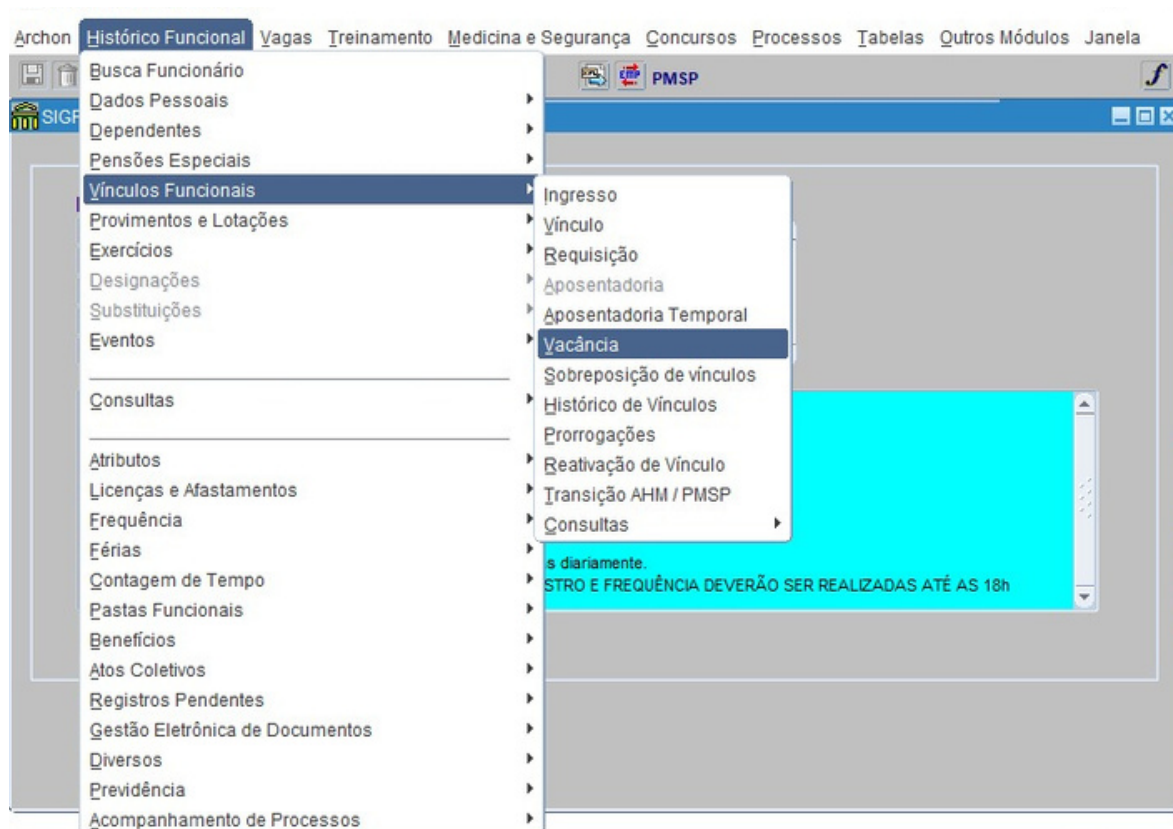 Archon Histórico Funcional Vagas Treinamento Medicina e Segurança Concursos Processos Tabelas Outros Módulos Janela
PMSP
Busca Funcionário
Dados Pessoais
Dependentes
Pensões Especiais
Vínculos Funcionais
Provimentos e Lotações
Exercícios
Designações
Substituições
Eventos
Consultas
Atributos
Licenças e Afastamentos
Frequência
Férias
Contagem de Tempo
Pastas Funcionais
Benefícios
Atos Coletivos
Registros Pendentes
Gestão Eletrônica de Documentos
Diversos
Previdência
Acompanhamento de Processos
Ingresso
Vínculo
Requisição
Aposentadoria
Aposentadoria Temporal
Vacância
Sobreposição de vínculos
Histórico de Vínculos
Prorrogações
Reativação de Vínculo
Transição AHM / PMSP
Consultas
s diariamente.
STRO E FREQUÊNCIA DEVERÃO SER REALIZADAS ATÉ AS 18h